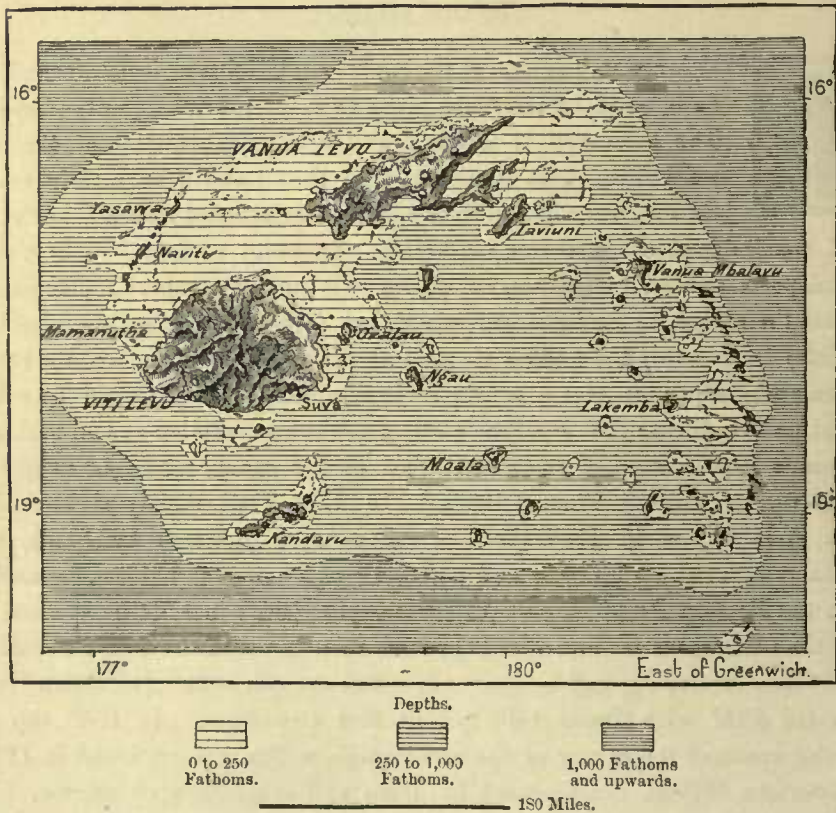 16°
16°
VANUA LEVO
Yasawa
Taviuni
Naviti
Vanua Mbalavu
Mamanutha
Ovalau
Ngau
VITI LEVU
Suva
Lakemba
Moala
19°
19°
Kandavu
177°
180°
East of Greenwich.
Depths.
0 to 250
Fathoms.
250 to 1,000
Fathoms.
1,000 Fathoms
and upwards.
180 Miles.